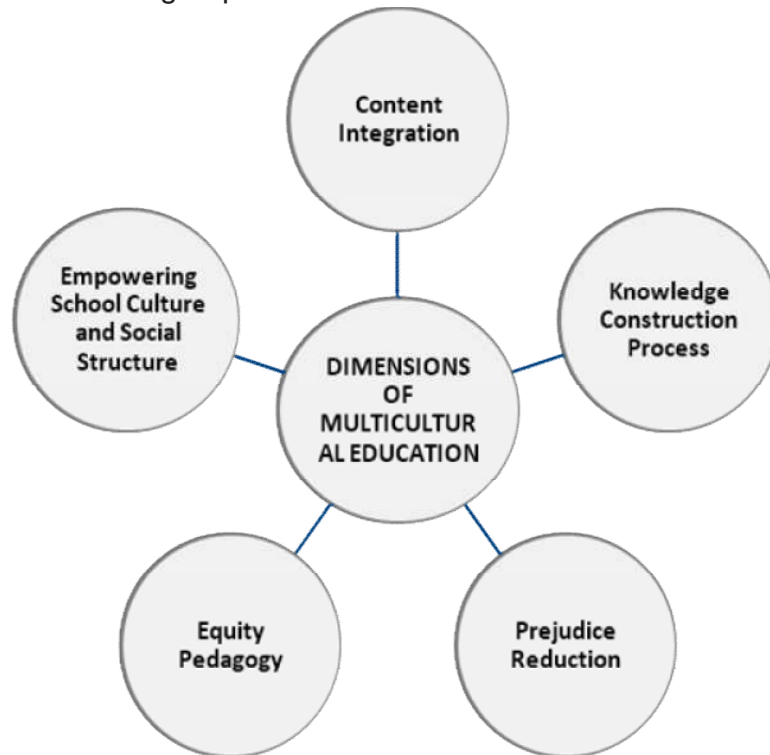 Content
Integration
Empowering
School Culture
and Social
Structure
Knowledge
Construction
Process
DIMENSIONS
OF
MULTICULTUR
AL EDUCATION
Equity
Pedagogy
Prejudice
Reduction